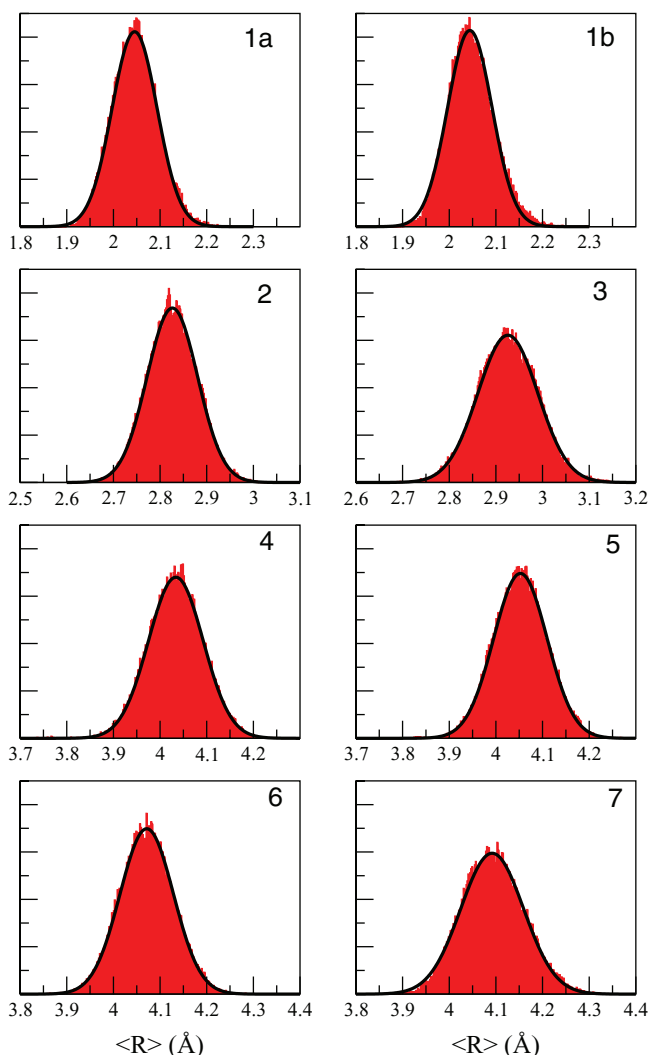 1a
1b
1.8 1.9 2 2.1 2.2 2.3
1.8 1.9 2 2.1 2.2 2.3
2
3
2.5 2.6 2.7 2.8 2.9 3 3.1
2.6 2.7 2.8 2.9 3 3.1 3.2
4
5
3.7 3.8 3.9 4 4.1 4.2
3.7 3.8 3.9 4 4.1 4.2
6
7
3.8 3.9 4 4.1 4.2 4.3 4.4
3.8 3.9 4 4.1 4.2 4.3 4.4
<R> (Å)
<R> (Å)